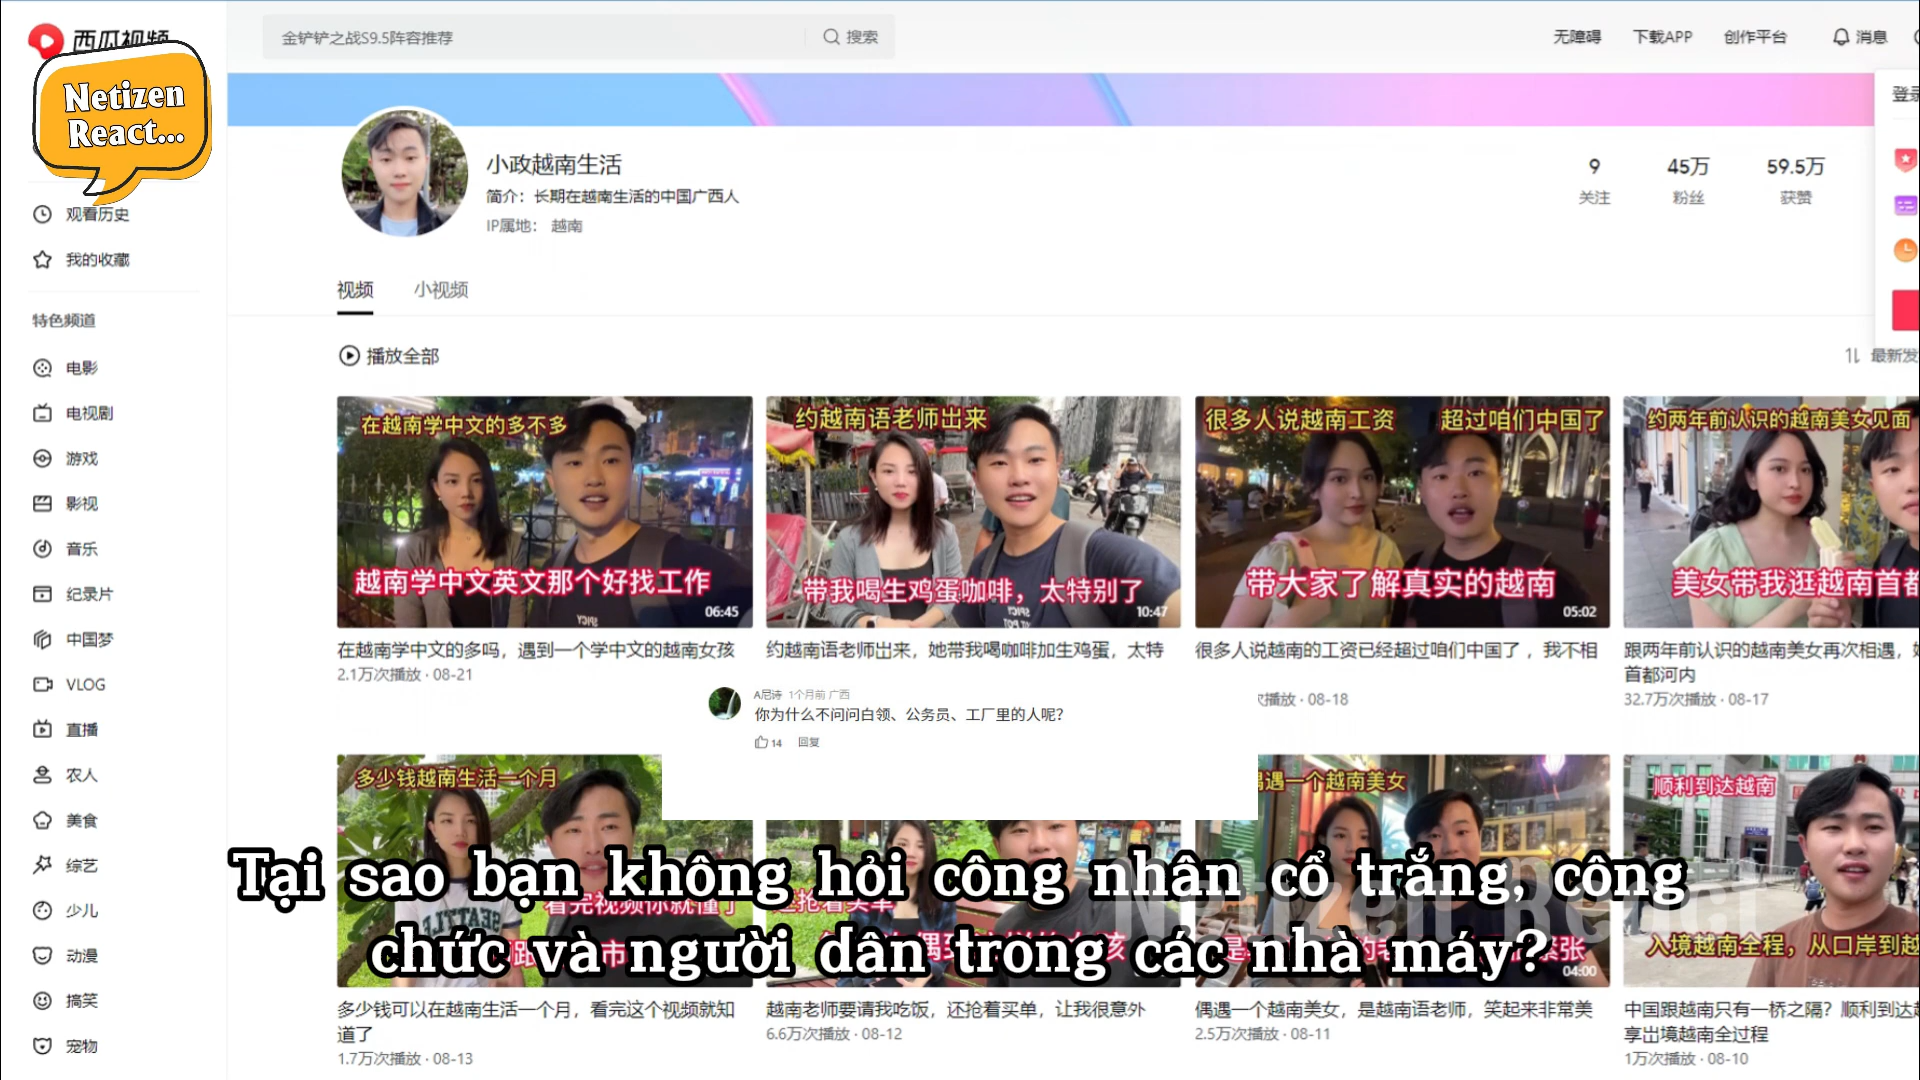 西瓜视频
金铲铲之战S9.5阵容推荐
搜索
无障碍
下载APP
创作平台
消息
Netizen
React...
小政越南生活
简介：长期在越南生活的中国广西人
IP属地： 越南
9
关注
45万
粉丝
59.5万
获赞
登录
观看历史
我的收藏
特色频道
电影
电视剧
游戏
影视
音乐
纪录片
中国梦
VLOG
直播
农人
美食
综艺
少儿
动漫
搞笑
宠物
视频
小视频
播放全部
最新发
在越南学中文的多不多
越南学中文英文那个好找工作
06:45
在越南学中文的多吗，遇到一个学中文的越南女孩
2.1万次播放 · 08-21
约越南语老师出来
带我喝生鸡蛋咖啡，太特别了
10:47
约越南语老师出来，她带我喝咖啡加生鸡蛋，太特
很多人说越南工资 超过咱们中国了
带大家了解真实的越南
05:02
很多人说越南的工资已经超过咱们中国了，我不相
次播放 · 08-18
约两年前认识的越南美女见面
美女带我逛越南首都
跟两年前认识的越南美女再次相遇，
首都河内
32.7万次播放 · 08-17
A尼诗 1个月前 广西
你为什么不问问白领、公务员、工厂里的人呢？
14 回复
多少钱越南生活一个月
看完视频你就懂了
多少钱可以在越南生活一个月，看完这个视频就知
道了
1.7万次播放 · 08-13
还抢着买单
越南老师要请我吃饭，还抢着买单，让我很意外
6.6万次播放 · 08-12
偶遇一个越南美女
04:00
偶遇一个越南美女，是越南语老师，笑起来非常美
2.5万次播放 · 08-11
顺利到达越南
入境越南全程，从口岸到越
中国跟越南只有一桥之隔？顺利到达越
享出境越南全过程
1万次播放 · 08-10
Netizen React
Tại sao bạn không hỏi công nhân cổ trắng, công
chức và người dân trong các nhà máy?